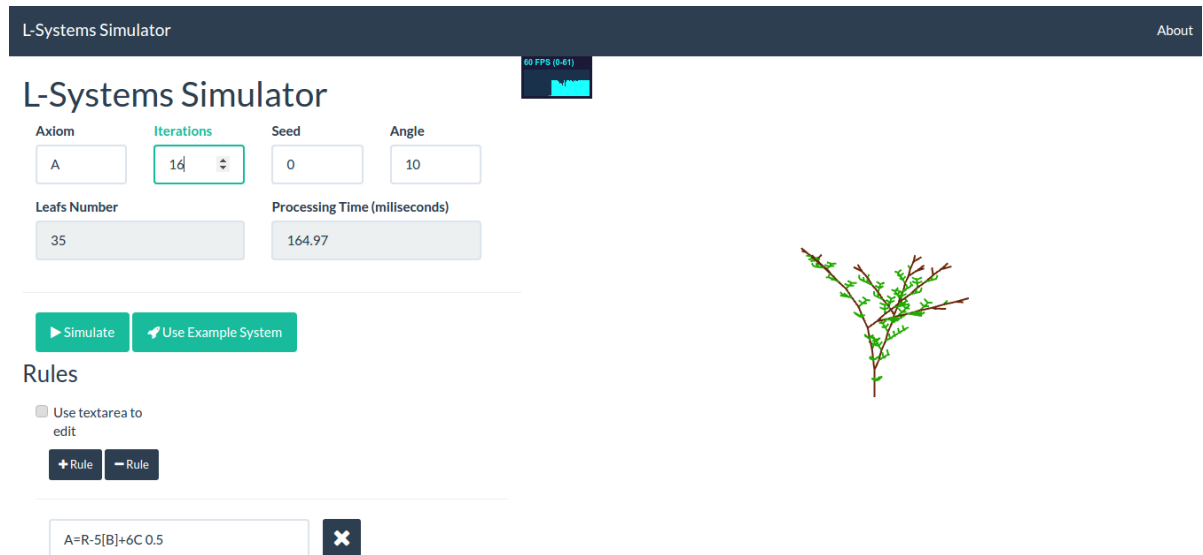 L-Systems Simulator
About
60 FPS (0-61)
L-Systems Simulator
Axiom Iterations Seed Angle
A 16 0 10
Leafs Number Processing Time (miliseconds)
35 164.97
Simulate Use Example System
Rules
Use textarea to
edit
+Rule −Rule
A=R-5[B]+6C 0.5